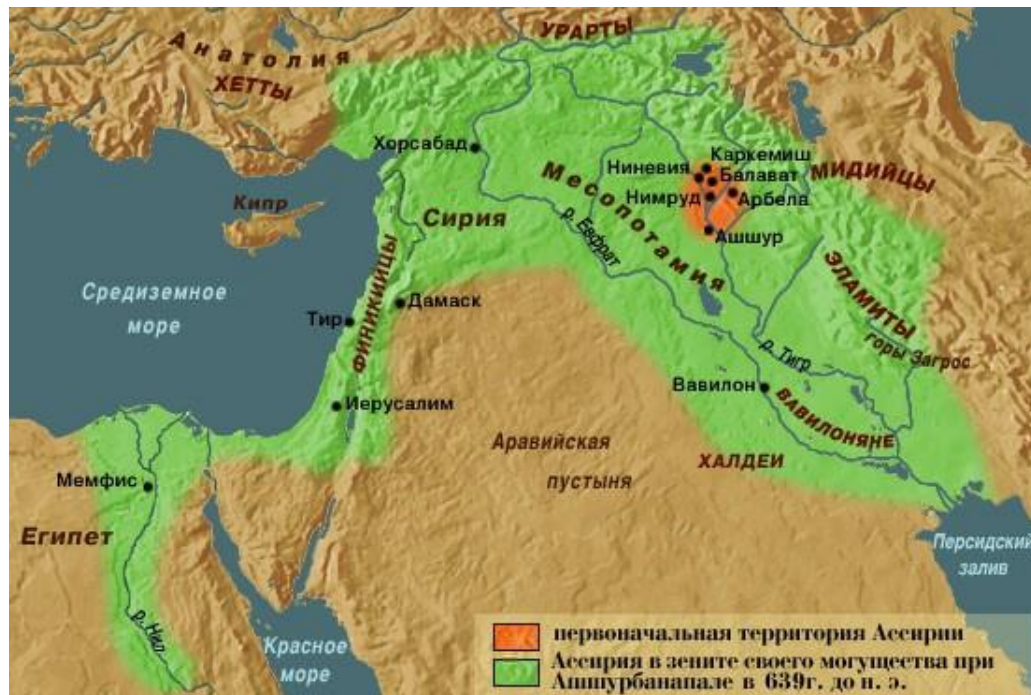 Анатолия
ХЕТТЫ
УРАРТЫ
Хорсабад
Каркемиш
Ниневия
Балават
МИДИЙЦЫ
Нимруд
Арбела
Месопотамия
Кипр
Сирия
р. Евфрат
Ашшур
Средиземное
море
ФИНИКИЙЦЫ
Дамаск
Тир
ЭЛАМИТЫ
горы Загрос
р. Тигр
Вавилон
Иерусалим
ВАВИЛОНЯНЕ
Аравийская
пустыня
ХАЛДЕИ
Мемфис
Египет
Персидский
залив
р. Нил
Красное
море
первоначальная территория Ассирии
Ассирия в зените своего могущества при
Ашшурбанапале в 639г. до н. э.